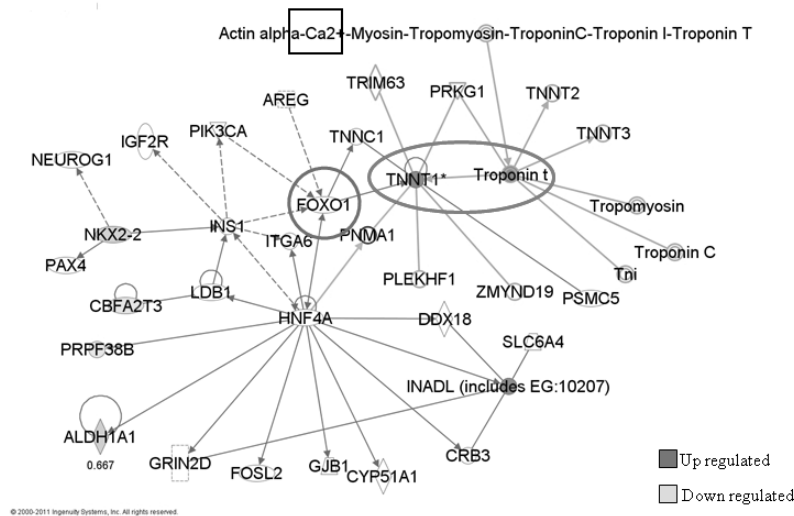 Actin alpha-Ca2+-Myosin-Tropomyosin-TroponinC-Troponin I-Troponin T
TRIM63
PRKG1
TNNT2
AREG
PIK3CA
TNNC1
TNNT3
IGF2R
NEUROG1
TNNT1*
Troponin t
FOXO1
Tropomyosin
NKX2-2
INS1
ITGA6
PNMA1
Troponin C
PAX4
Tni
PLEKHF1
ZMYND19
PSMC5
CBFA2T3
LDB1
HNF4A
DDX18
PRPF38B
SLC6A4
INADL (includes EG:10207)
ALDH1A1
0.667
GRIN2D
FOSL2
GJB1
CYP51A1
CRB3
Up regulated
Down regulated
© 2000-2011 Ingenuity Systems, Inc. All rights reserved.